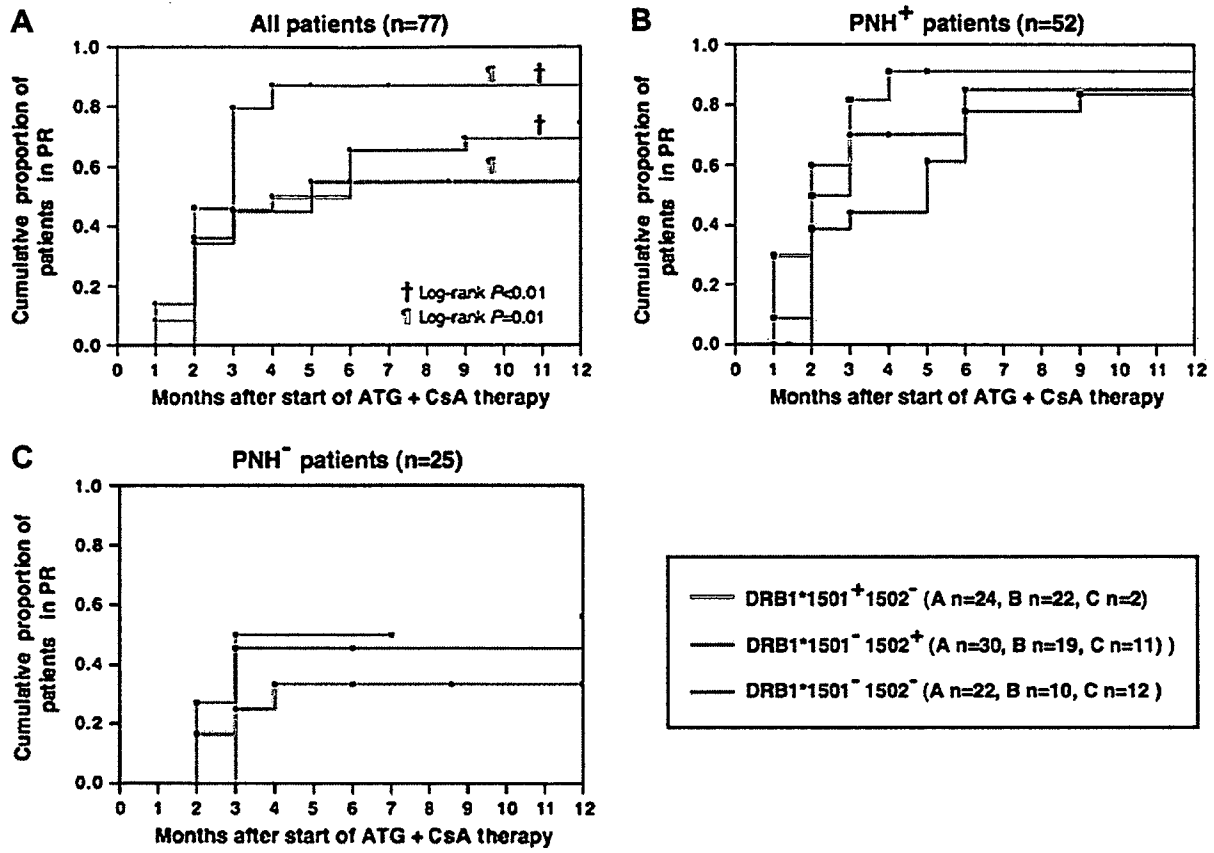 A
All patients (n=77)
1.0
0.8
0.6
0.4
0.2
0.0
Cumulative proportion of
patients in PR
¶ †
†
¶
† Log-rank P<0.01
¶ Log-rank P=0.01
0 1 2 3 4 5 6 7 8 9 10 11 12
Months after start of ATG + CsA therapy
B
PNH+ patients (n=52)
1.0
0.8
0.6
0.4
0.2
0.0
Cumulative proportion of
patients in PR
0 1 2 3 4 5 6 7 8 9 10 11 12
Months after start of ATG + CsA therapy
C
PNH- patients (n=25)
1.0
0.8
0.6
0.4
0.2
0.0
Cumulative proportion of
patients in PR
0 1 2 3 4 5 6 7 8 9 10 11 12
Months after start of ATG + CsA therapy
DRB1*1501+1502- (A n=24, B n=22, C n=2)
DRB1*1501- 1502+ (A n=30, B n=19, C n=11) )
DRB1*1501- 1502- (A n=22, B n=10, C n=12 )